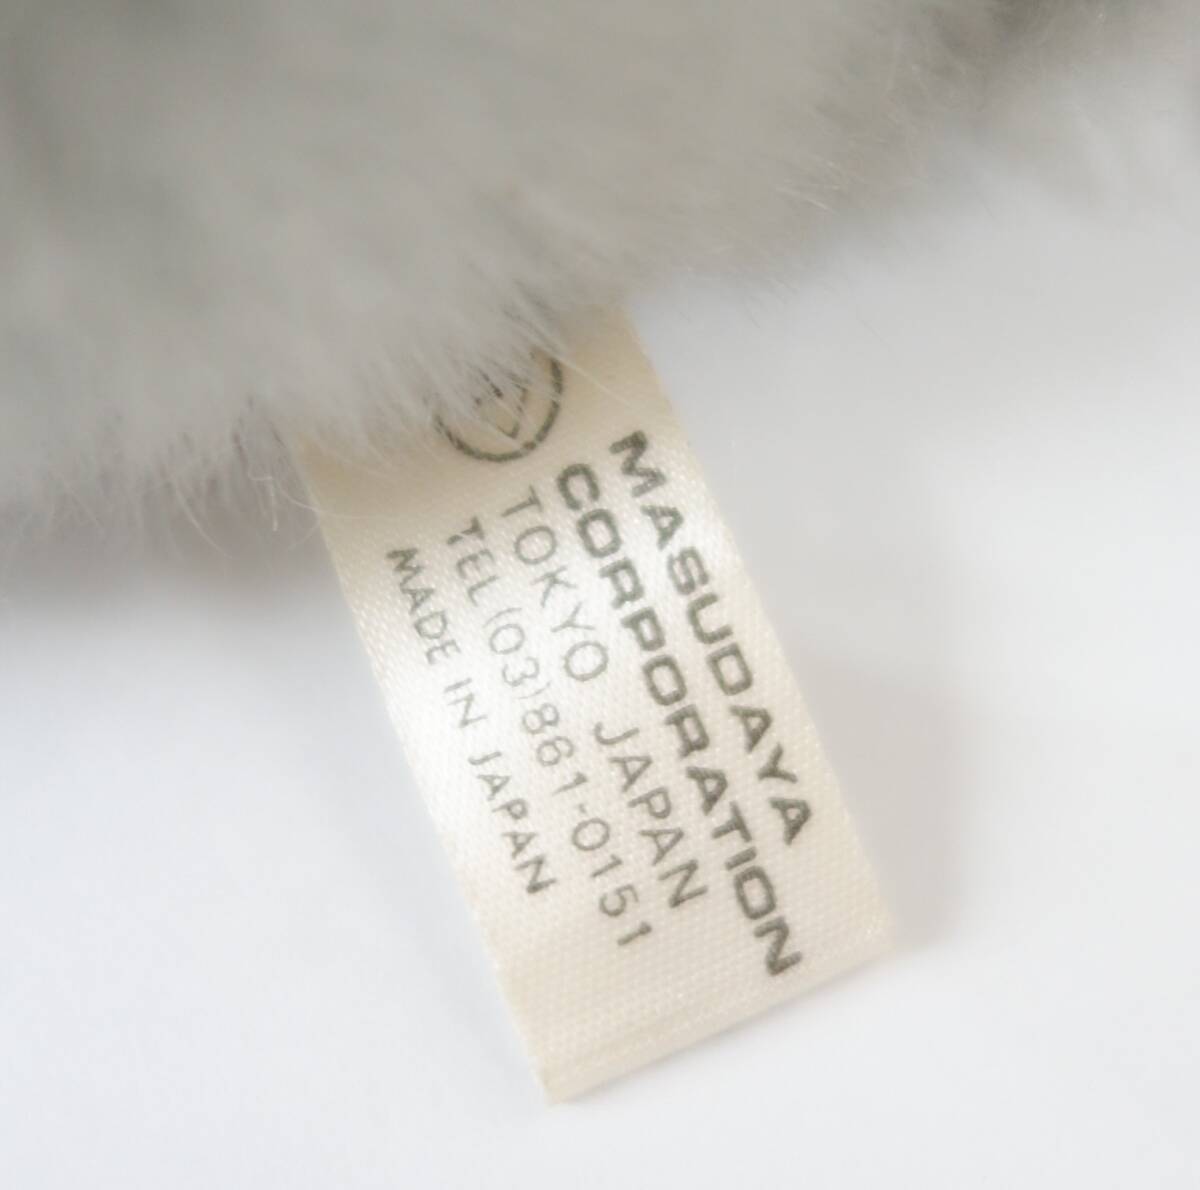 MASUDAYA
CORPORATION
TOKYO JAPAN
TEL (03)861-0151
MADE IN JAPAN